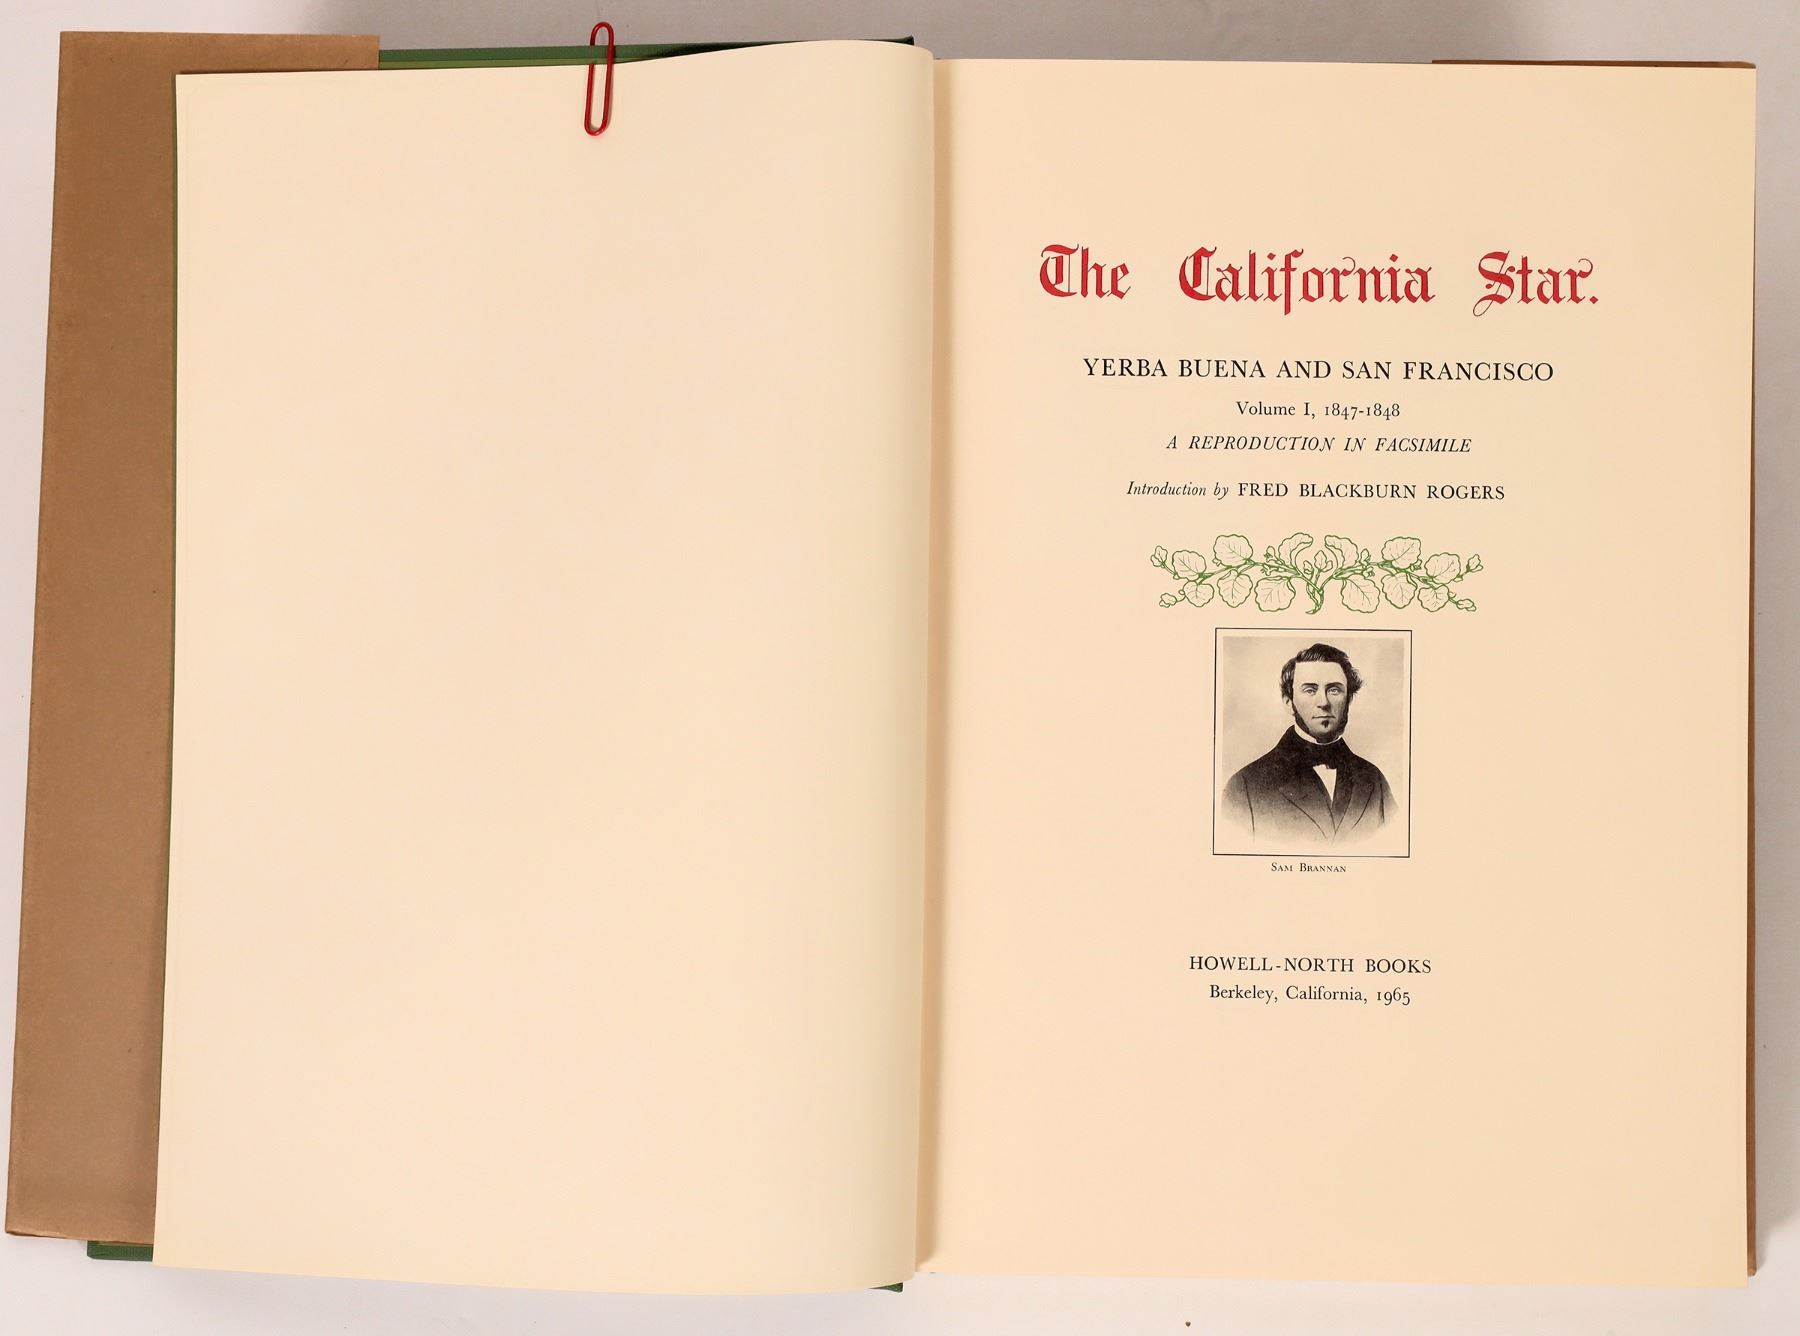 The California Star.
YERBA BUENA AND SAN FRANCISCO
Volume I, 1847-1848
A REPRODUCTION IN FACSIMILE
Introduction by FRED BLACKBURN ROGERS
SAM BRANNAN
HOWELL-NORTH BOOKS
Berkeley, California, 1965